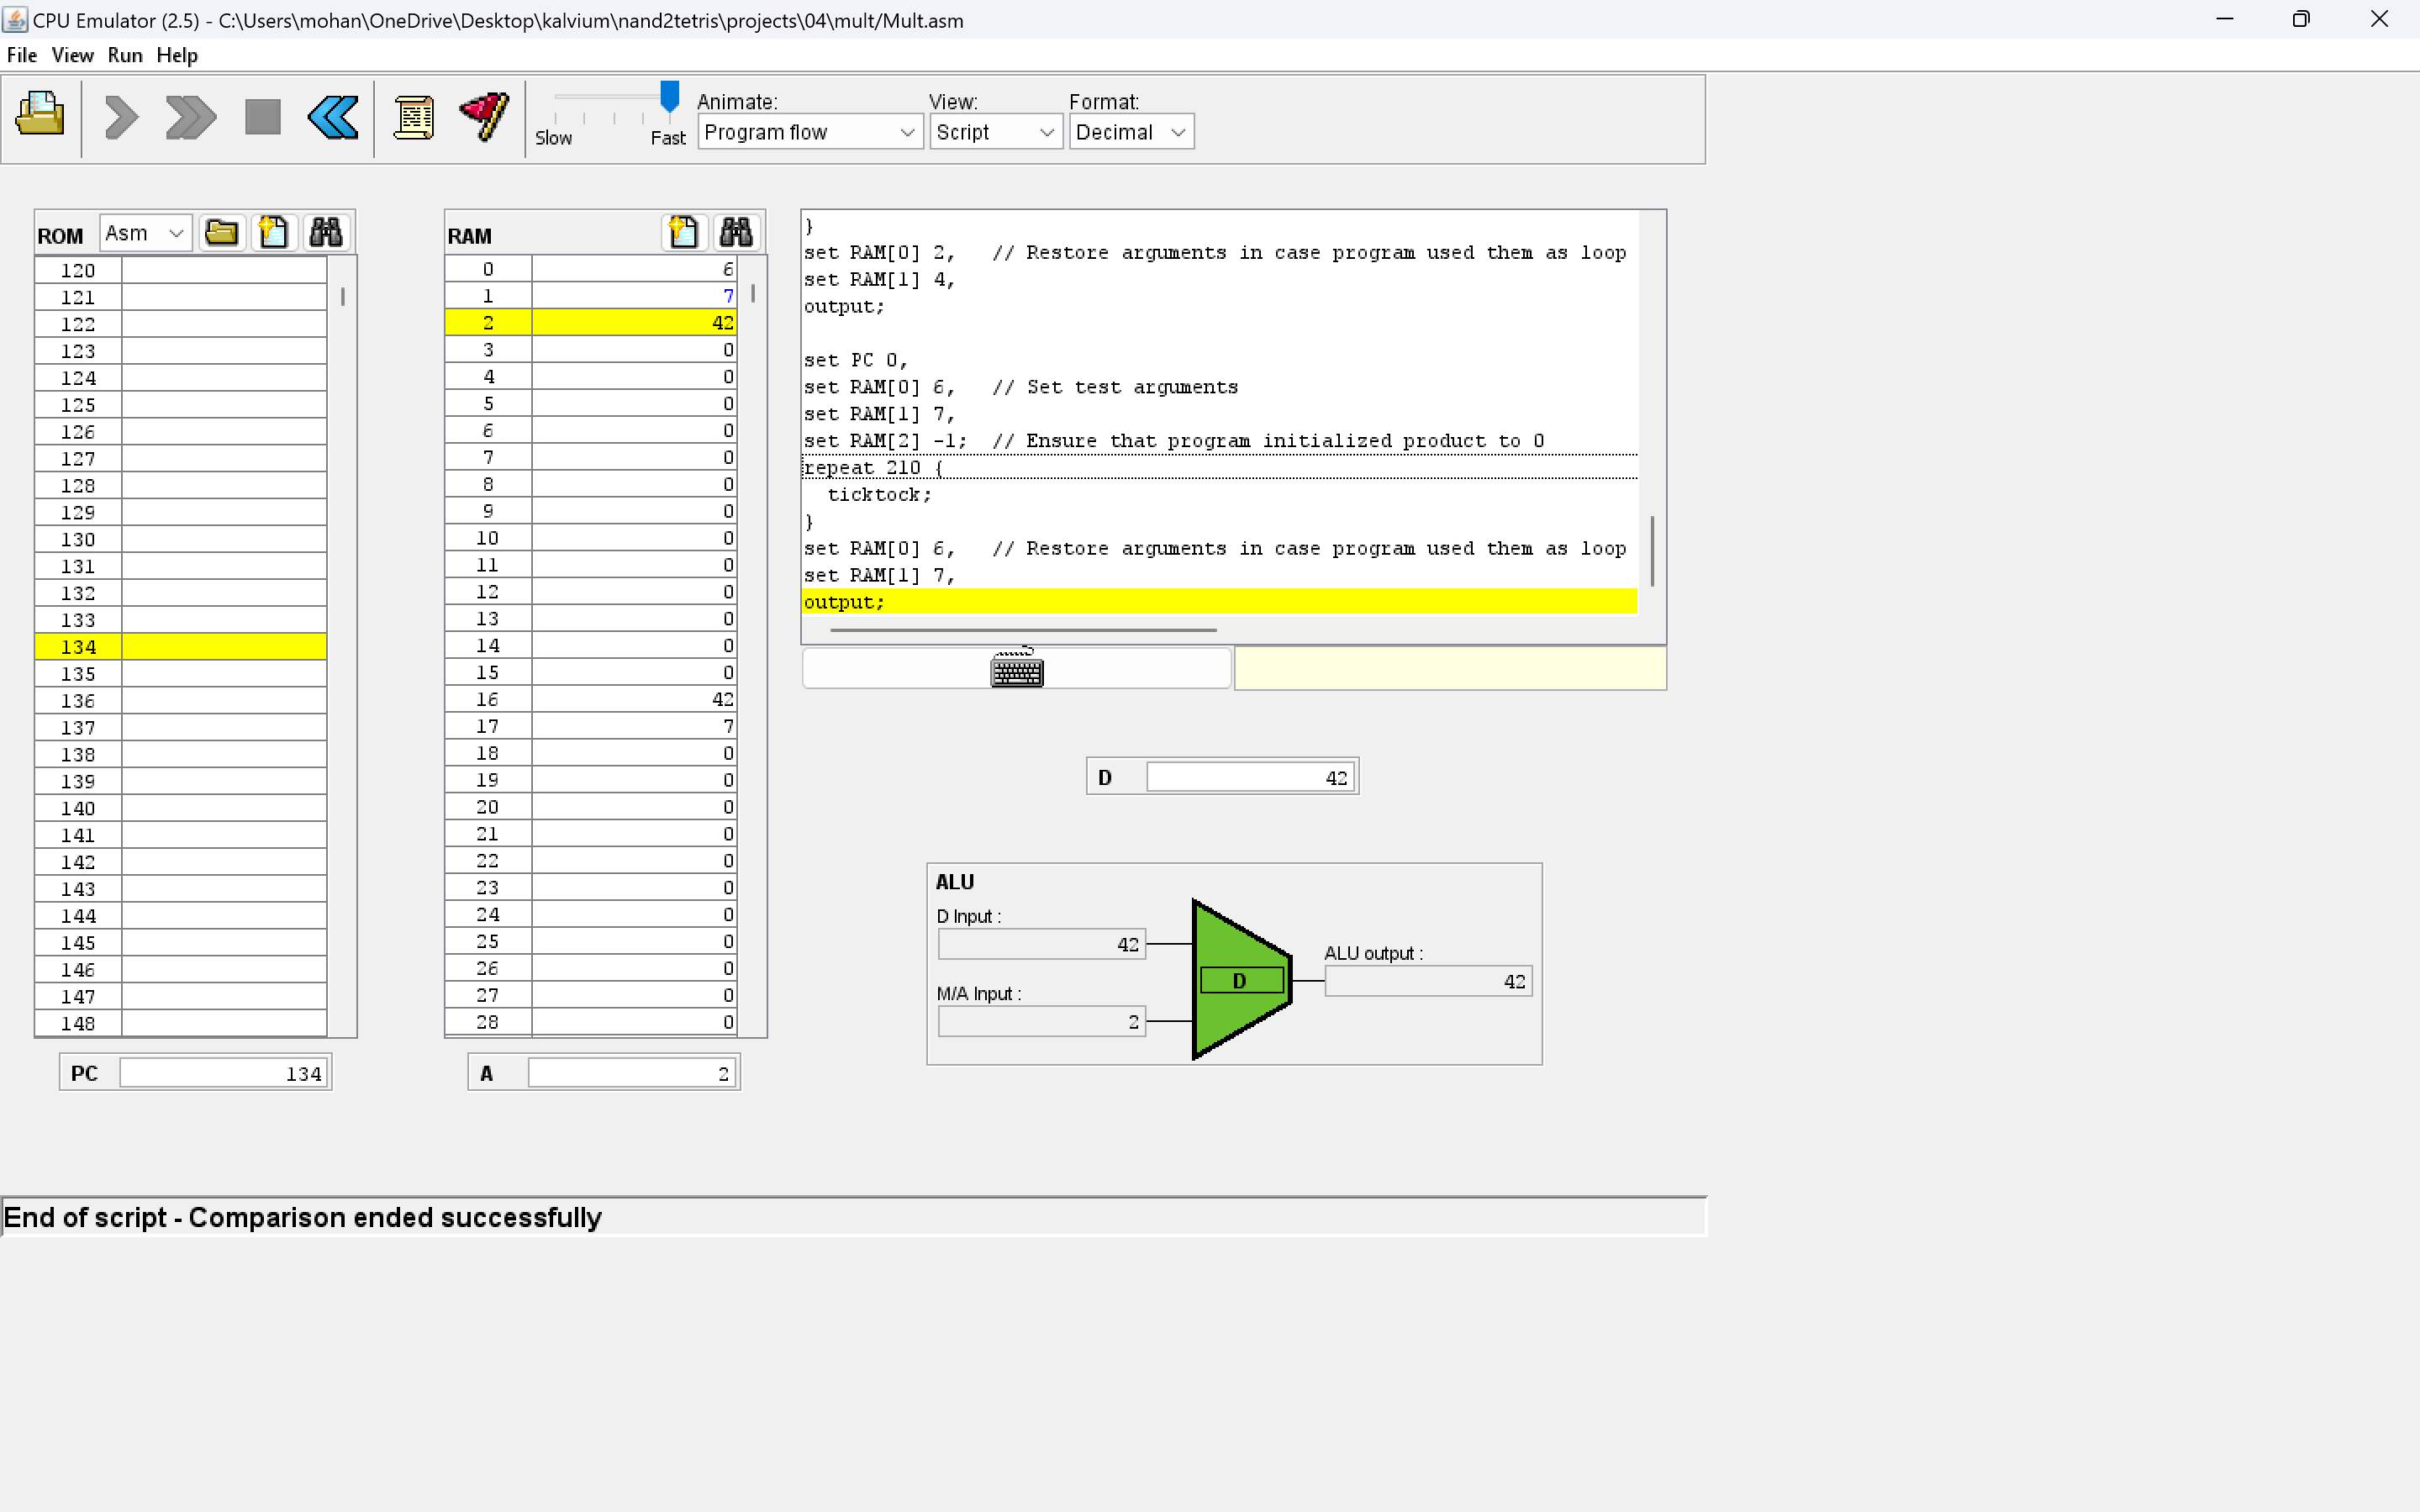 CPU Emulator (2.5) - C:\Users\mohan\OneDrive\Desktop\kalvium\nand2tetris\projects\04\mult/Mult.asm
File View Run Help
Slow Fast
Animate: View: Format:
Program flow Script Decimal
ROM Asm
120
121
122
123
124
125
126
127
128
129
130
131
132
133
134
135
136
137
138
139
140
141
142
143
144
145
146
147
148
PC 134
RAM
0 6
1 7
2 42
3 0
4 0
5 0
6 0
7 0
8 0
9 0
10 0
11 0
12 0
13 0
14 0
15 0
16 42
17 7
18 0
19 0
20 0
21 0
22 0
23 0
24 0
25 0
26 0
27 0
28 0
A 2
}
set RAM[0] 2, // Restore arguments in case program used them as loop
set RAM[1] 4,
output;
set PC 0,
set RAM[0] 6, // Set test arguments
set RAM[1] 7,
set RAM[2] -1; // Ensure that program initialized product to 0
repeat 210 {
ticktock;
}
set RAM[0] 6, // Restore arguments in case program used them as loop
set RAM[1] 7,
output;
D 42
ALU
D Input :
42
M/A Input :
2
D
ALU output :
42
End of script - Comparison ended successfully